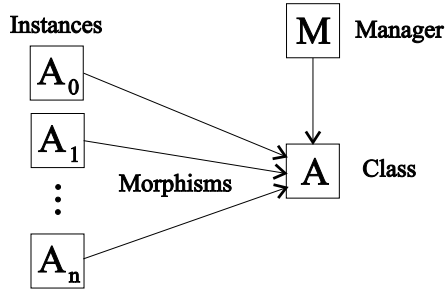 Instances
M Manager
A0
A1
Morphisms
A Class
⋮
An